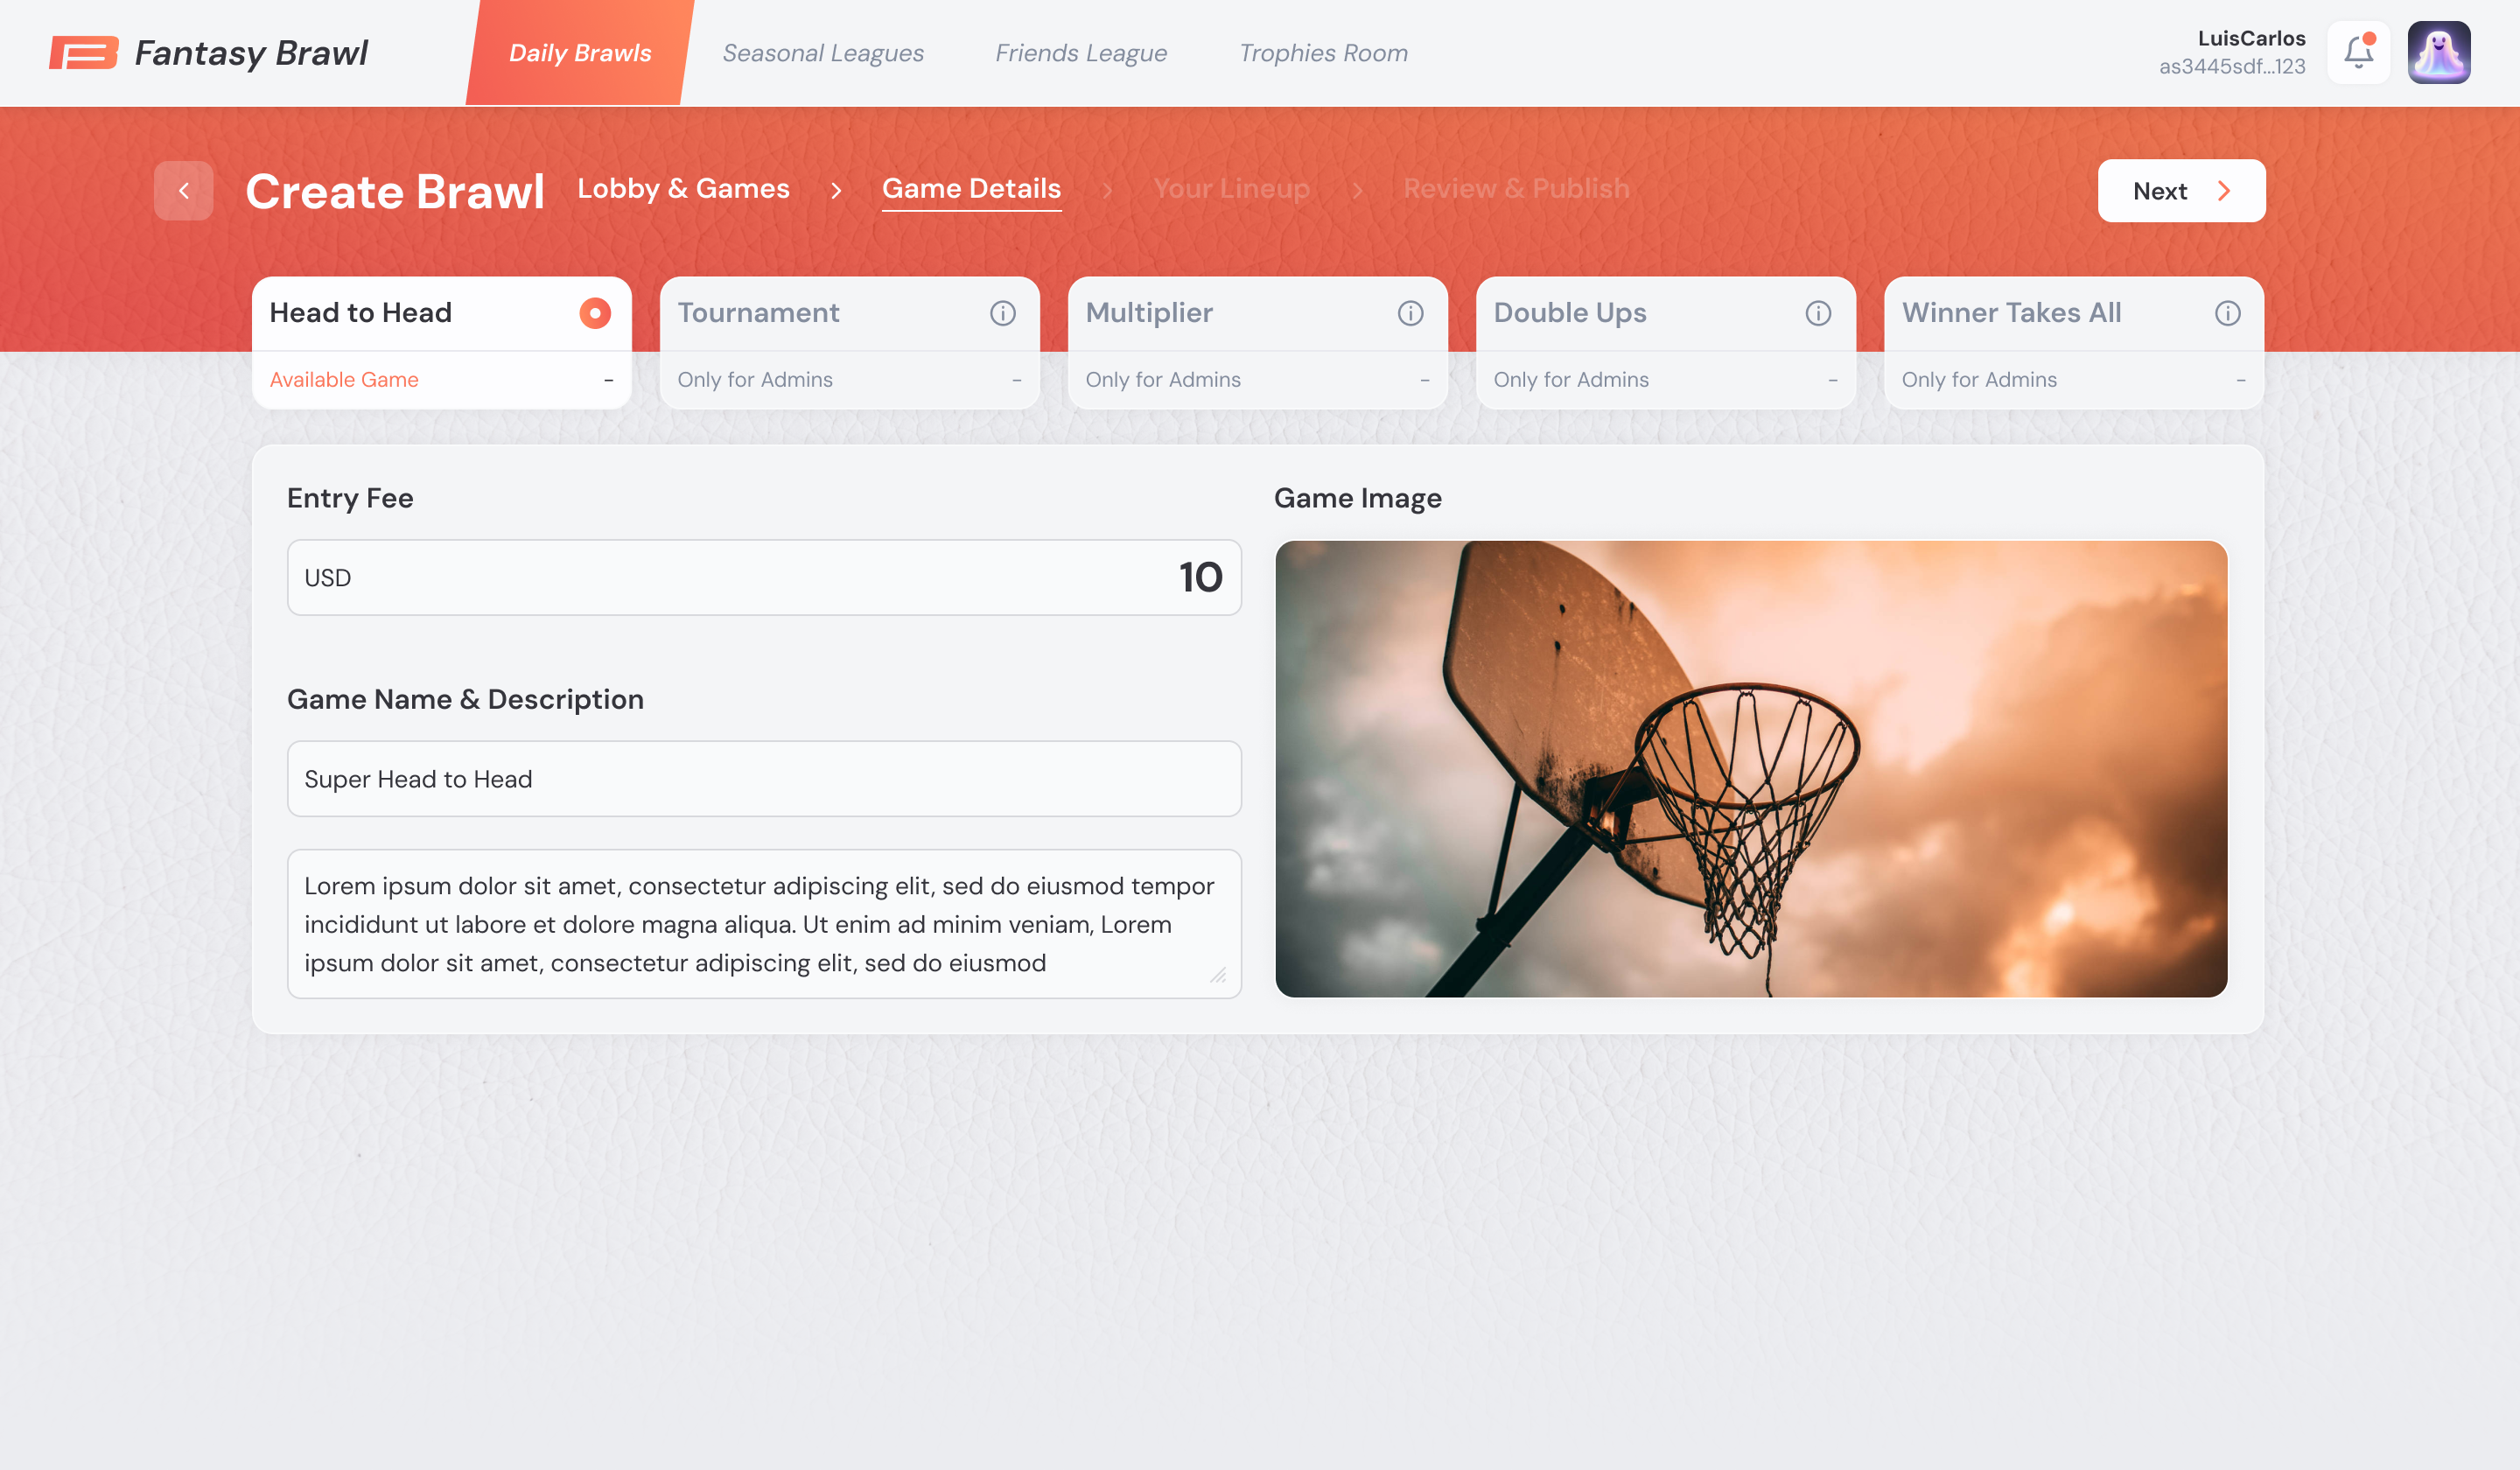 Fantasy Brawl
Daily Brawls
Seasonal Leagues
Friends League
Trophies Room
LuisCarlos
as3445sdf...123
Create Brawl
Lobby & Games
Game Details
Your Lineup
Review & Publish
Next
Head to Head
Available Game
-
Tournament
Only for Admins
-
Multiplier
Only for Admins
-
Double Ups
Only for Admins
-
Winner Takes All
Only for Admins
-
Entry Fee
USD
10
Game Name & Description
Super Head to Head
Lorem ipsum dolor sit amet, consectetur adipiscing elit, sed do eiusmod tempor
incididunt ut labore et dolore magna aliqua. Ut enim ad minim veniam, Lorem
ipsum dolor sit amet, consectetur adipiscing elit, sed do eiusmod
Game Image